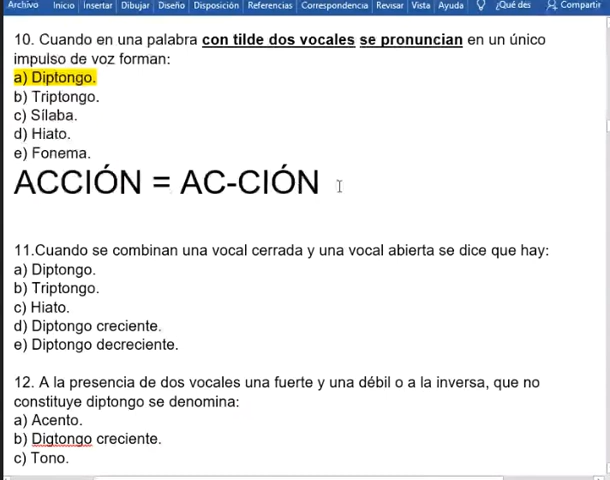 Archivo Inicio Insertar Dibujar Diseño Disposición Referencias Correspondencia Revisar Vista Ayuda ¿Qué des Compartir
10. Cuando en una palabra con tilde dos vocales se pronuncian en un único
impulso de voz forman:
a) Diptongo.
b) Triptongo.
c) Sílaba.
d) Hiato.
e) Fonema.
ACCIÓN = AC-CIÓN
11.Cuando se combinan una vocal cerrada y una vocal abierta se dice que hay:
a) Diptongo.
b) Triptongo.
c) Hiato.
d) Diptongo creciente.
e) Diptongo decreciente.
12. A la presencia de dos vocales una fuerte y una débil o a la inversa, que no
constituye diptongo se denomina:
a) Acento.
b) Digtongo creciente.
c) Tono.